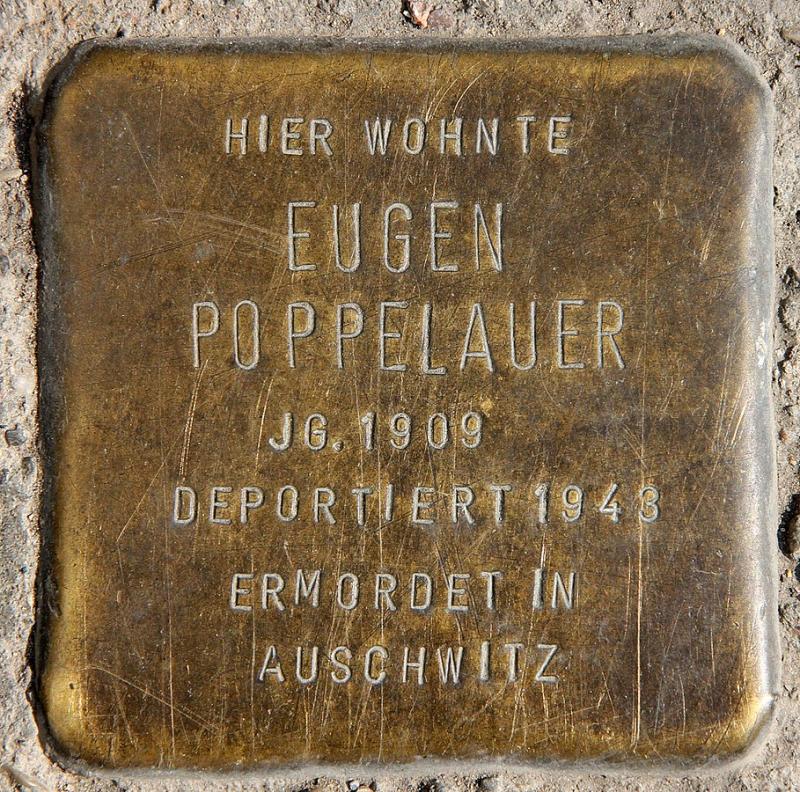 HIER WOHNTE
EUGEN
POPPELAUER
JG. 1909
DEPORTIERT 1943
ERMORDET IN
AUSCHWITZ